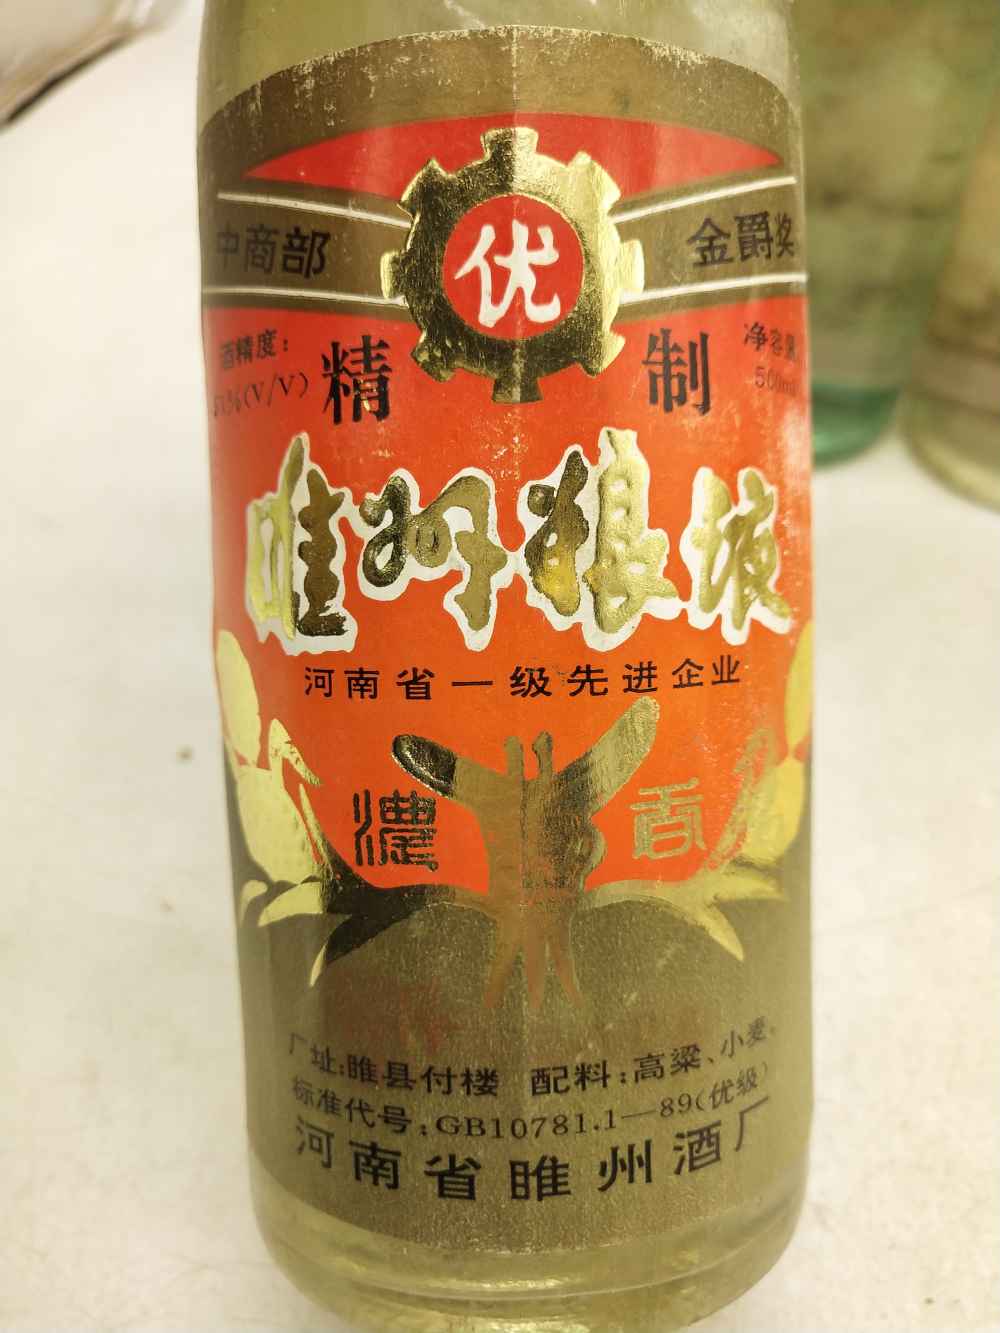 优
中商部
金爵奖
酒精度：
%(V/V)
精制
净容量
500ml
睢州粮液
河南省一级先进企业
濃香
厂址：睢县付楼 配料：高粱、小麦、
标准代号：GB10781.1—89(优级)
河南省睢州酒厂